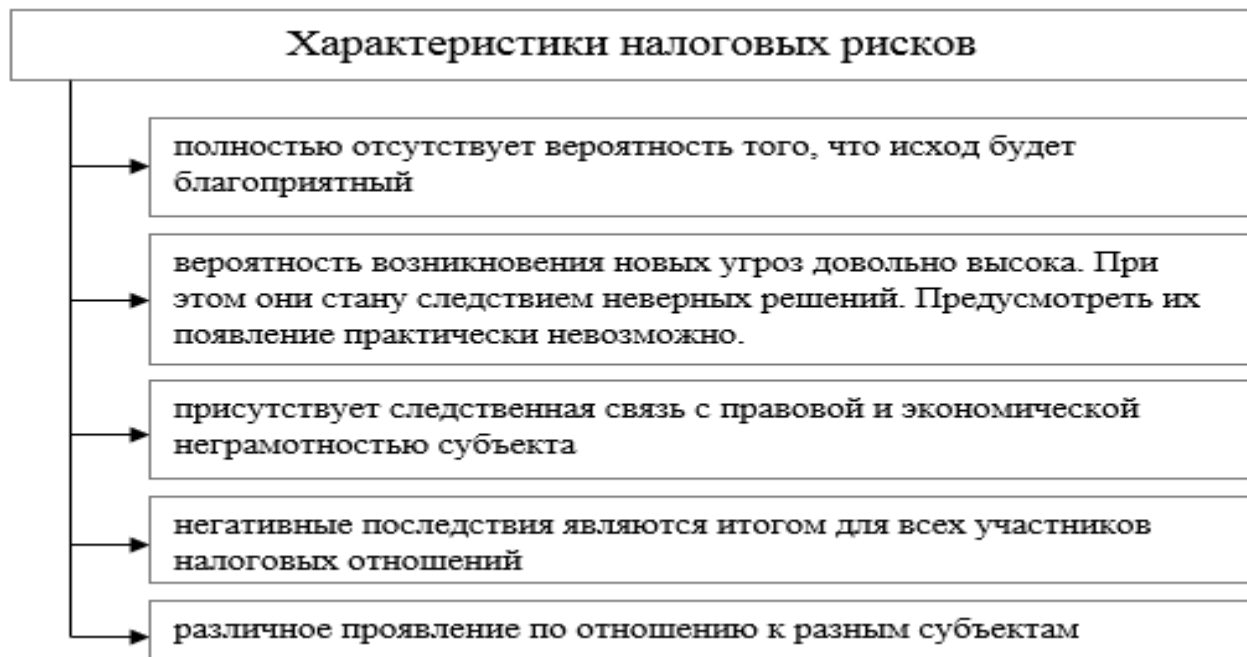 Характеристики налоговых рисков
полностью отсутствует вероятность того, что исход будет
благоприятный
вероятность возникновения новых угроз довольно высока. При
этом они стану следствием неверных решений. Предусмотреть их
появление практически невозможно.
присутствует следственная связь с правовой и экономической
неграмотностью субъекта
негативные последствия являются итогом для всех участников
налоговых отношений
различное проявление по отношению к разным субъектам